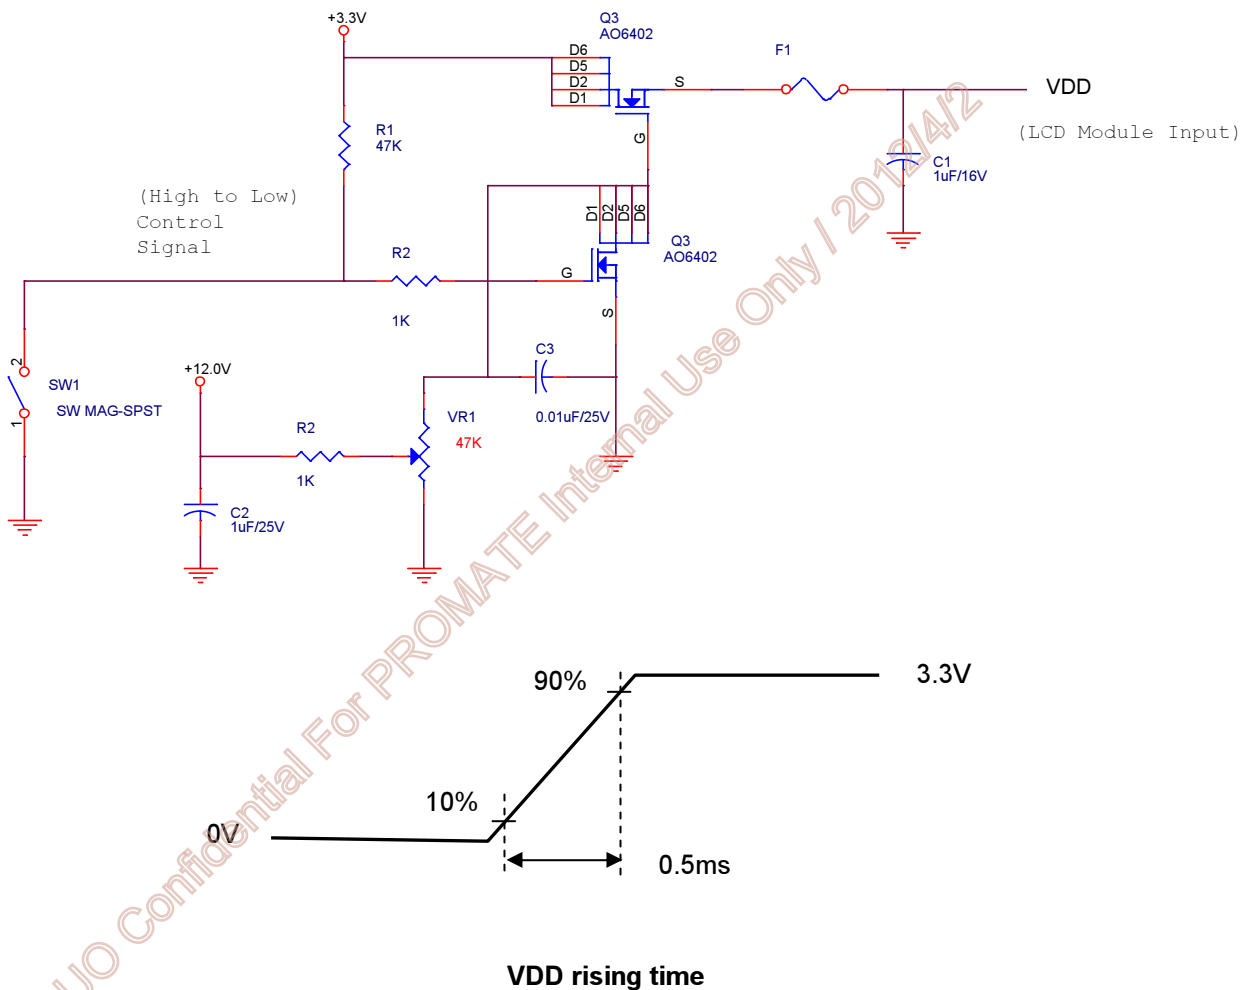 +3.3V
Q3
AO6402
D6
D5
D2
D1
S
G
F1
VDD
(LCD Module Input)
C1
1uF/16V
R1
47K
(High to Low)
Control
Signal
R2
1K
G
D1
D2
D5
D6
Q3
AO6402
S
2
1
SW1
SW MAG-SPST
+12.0V
C3
0.01uF/25V
VR1
47K
R2
1K
C2
1uF/25V
90%
3.3V
10%
0V
0.5ms
VDD rising time
UO Confidential For PROMATE Internal Use Only / 2012/4/2